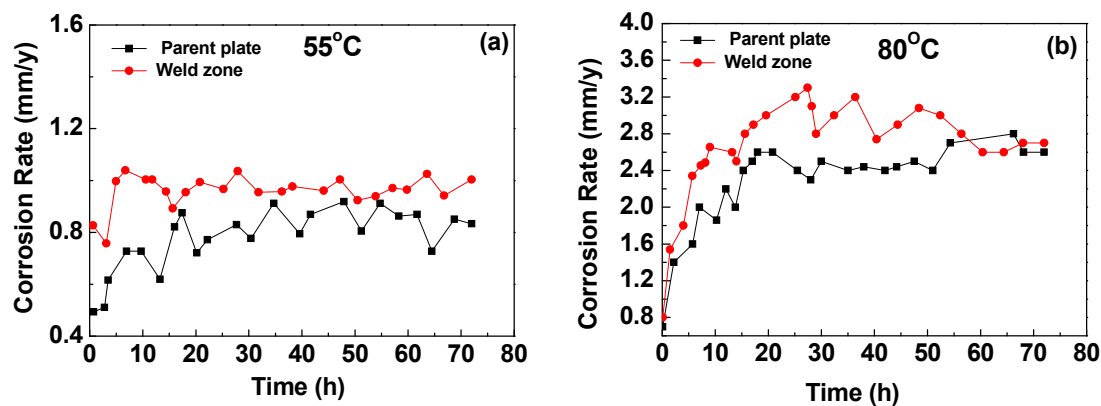 55°C
(a)
Parent plate
Weld zone
Corrosion Rate (mm/y)
1.6
1.2
0.8
0.4
0 10 20 30 40 50 60 70 80
Time (h)
80°C
(b)
Parent plate
Weld zone
Corrosion Rate (mm/y)
4.0
3.6
3.2
2.8
2.4
2.0
1.6
1.2
0.8
0 10 20 30 40 50 60 70 80
Time (h)